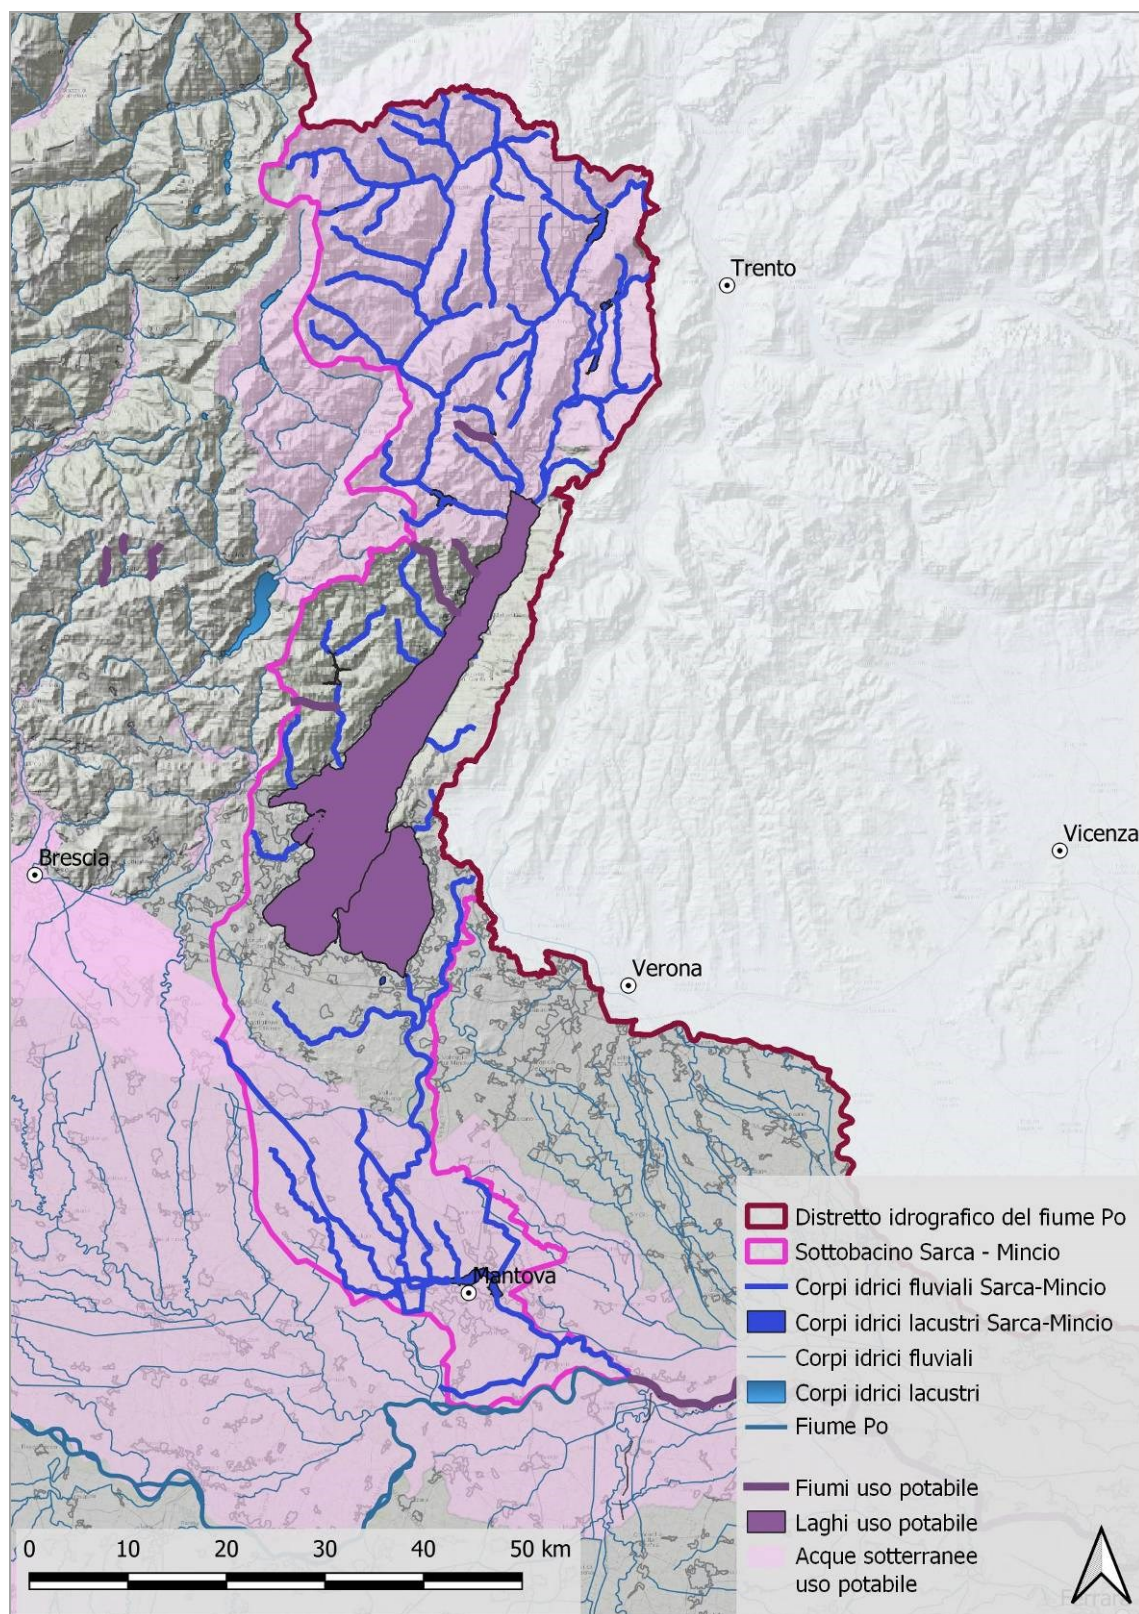 Trento
Vicenza
Brescia
Verona
Mantova
Distretto idrografico del fiume Po
Sottobacino Sarca - Mincio
Corpi idrici fluviali Sarca-Mincio
Corpi idrici lacustri Sarca-Mincio
Corpi idrici fluviali
Corpi idrici lacustri
Fiume Po
Fiumi uso potabile
Laghi uso potabile
Acque sotterranee
uso potabile
0 10 20 30 40 50 km